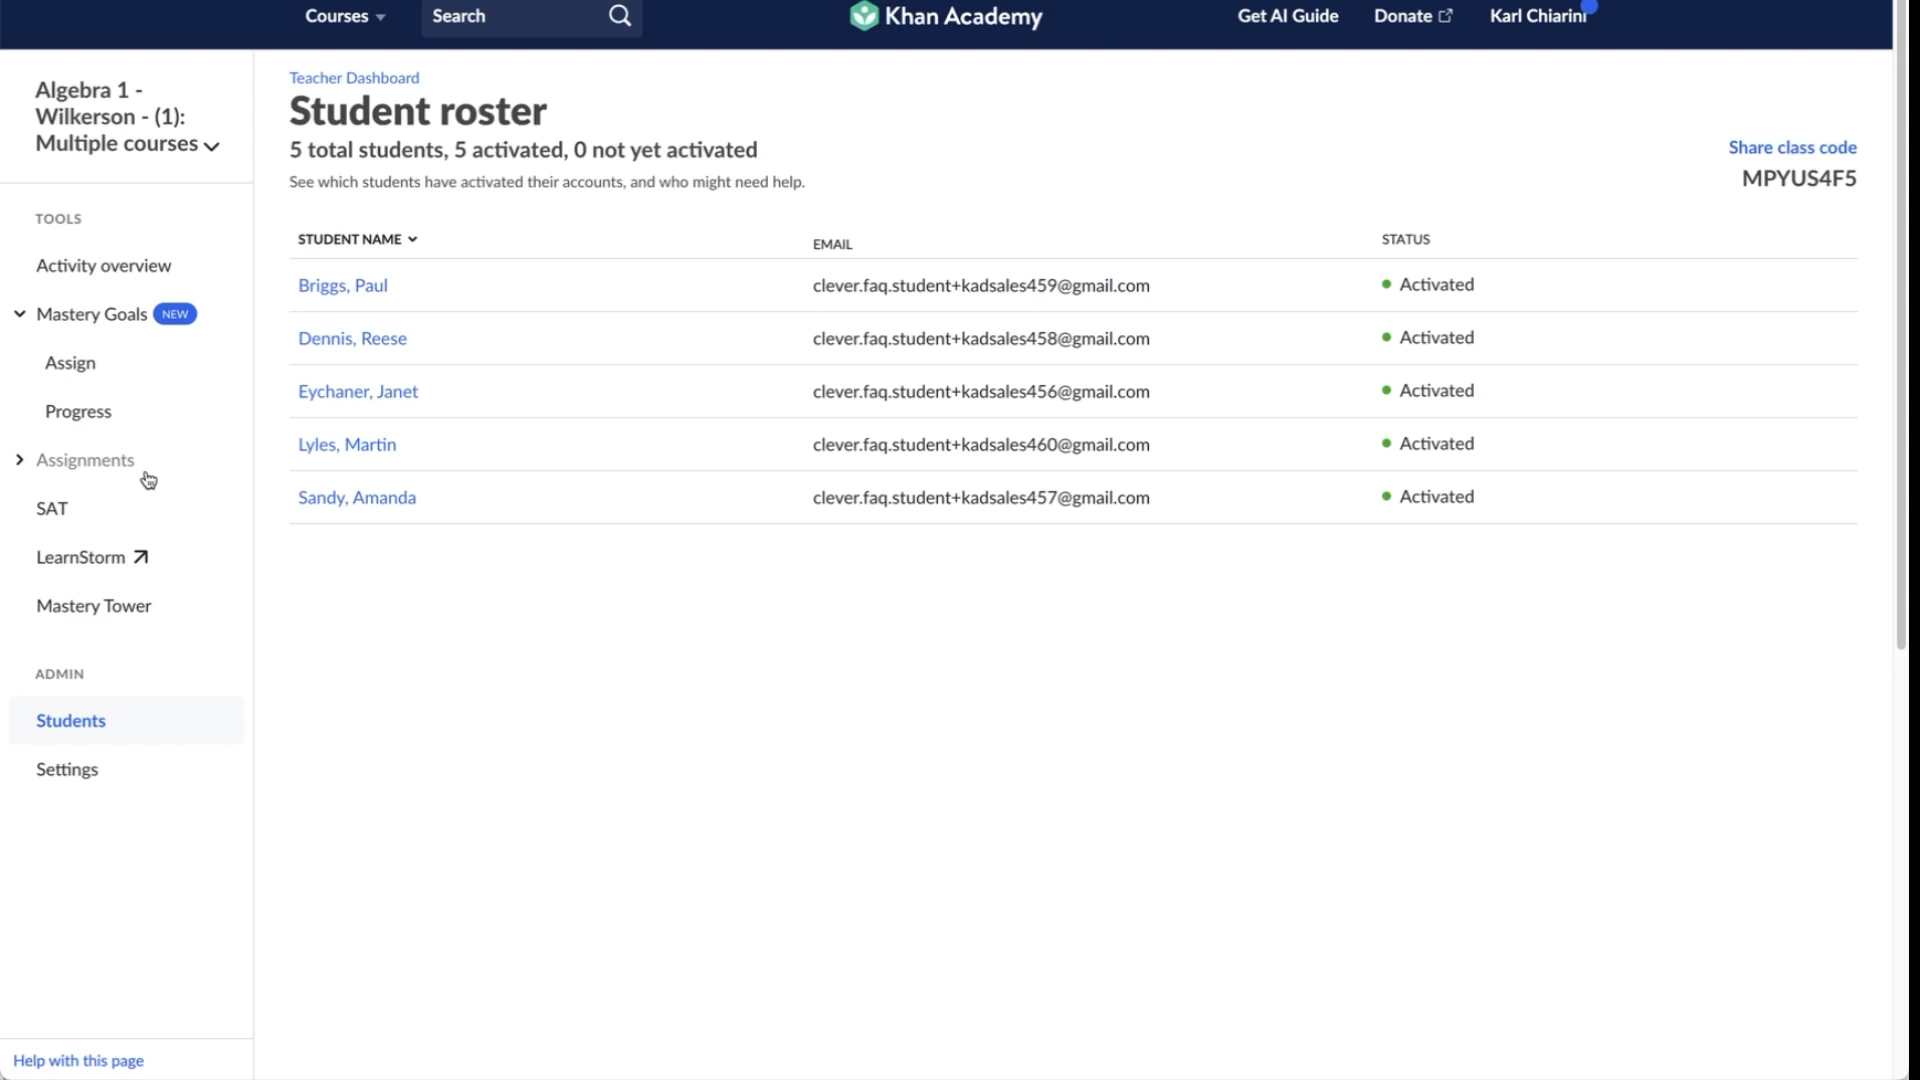 Courses
Search
Khan Academy
Get AI Guide
Donate
Karl Chiarini
Algebra 1 -
Wilkerson - (1):
Multiple courses
TOOLS
Activity overview
Mastery Goals NEW
Assign
Progress
Assignments
SAT
LearnStorm
Mastery Tower
ADMIN
Students
Settings
Help with this page
Teacher Dashboard
Student roster
5 total students, 5 activated, 0 not yet activated
See which students have activated their accounts, and who might need help.
Share class code
MPYUS4F5
STUDENT NAME EMAIL STATUS
Briggs, Paul clever.faq.student+kadsales459@gmail.com Activated
Dennis, Reese clever.faq.student+kadsales458@gmail.com Activated
Eychaner, Janet clever.faq.student+kadsales456@gmail.com Activated
Lyles, Martin clever.faq.student+kadsales460@gmail.com Activated
Sandy, Amanda clever.faq.student+kadsales457@gmail.com Activated